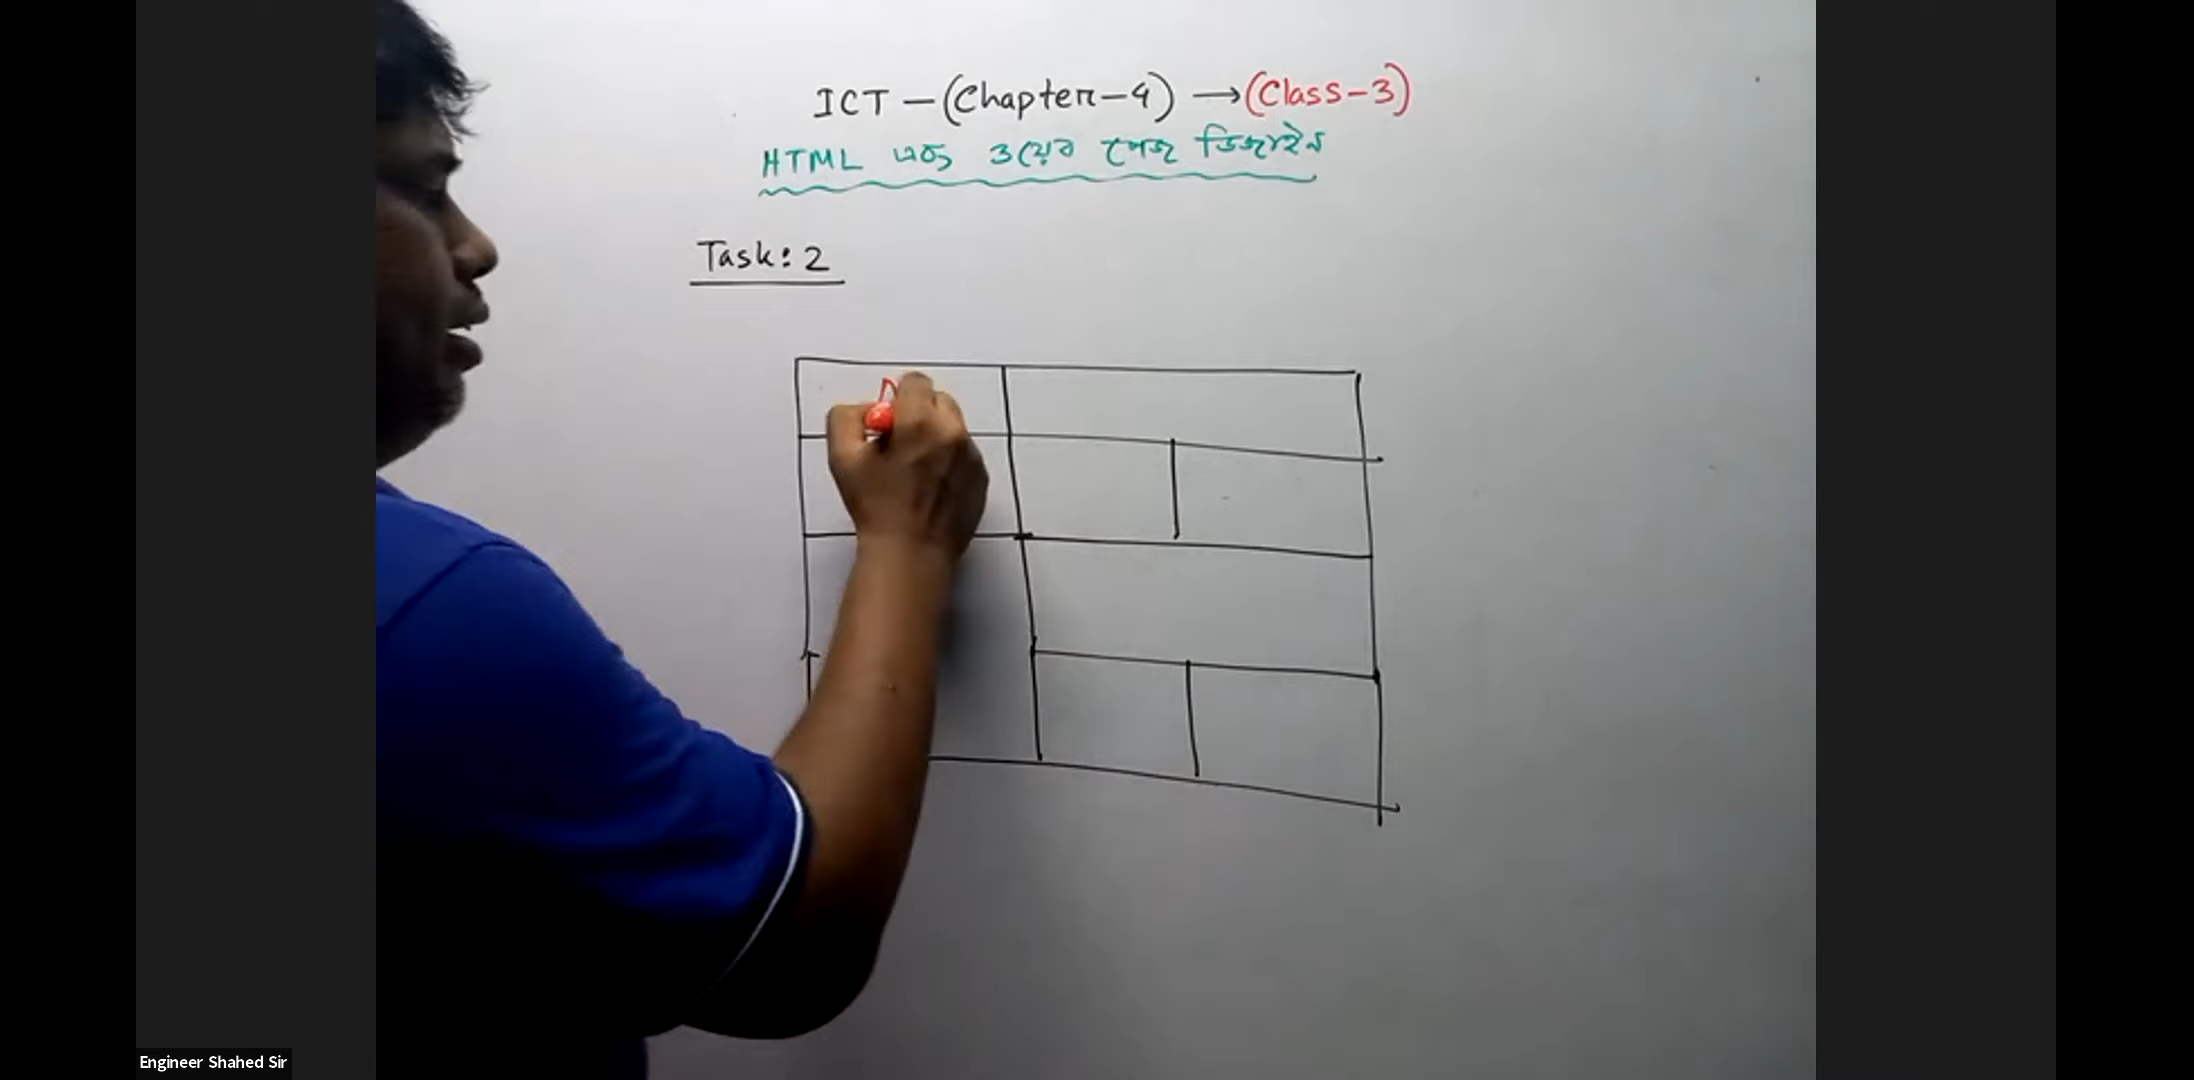 ICT – (Chapter-4) → (Class-3)
HTML এবং ওয়েব পেজ ডিজাইন
Task: 2
Engineer Shahed Sir